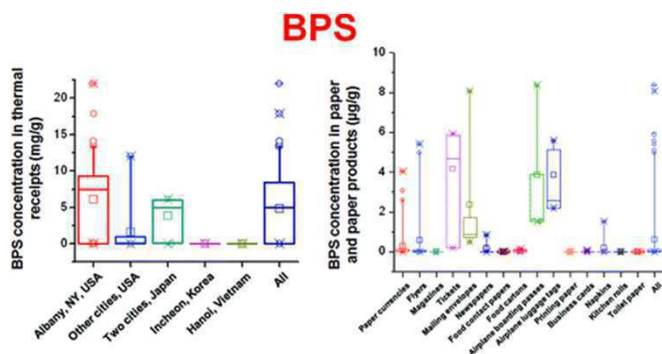 BPS
BPS concentration in thermal
receipts (mg/g)
20
15
10
5
0
Albany, NY, USA
Other cities, USA
Two cities, Japan
Incheon, Korea
Hanoi, Vietnam
All
BPS concentration in paper
and paper products (µg/g)
10
8
6
4
2
0
Paper currencies
Flyers
Magazines
Tickets
Mailing envelopes
Newspapers
Food contact papers
Food cartons
Airplane boarding passes
Airplane luggage tags
Printing paper
Business cards
Napkins
Kitchen rolls
Toilet paper
All